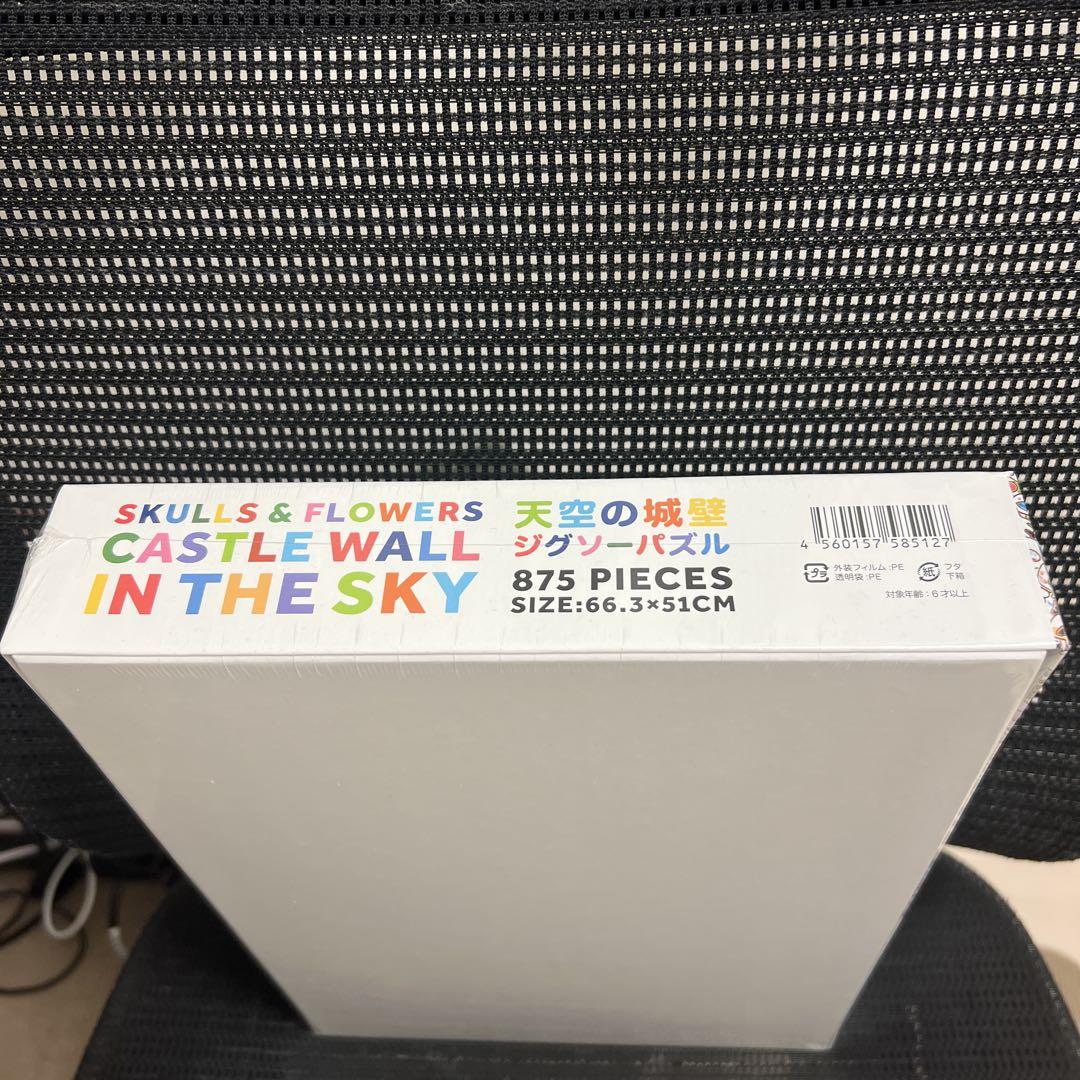 SKULLS & FLOWERS
CASTLE WALL
IN THE SKY
天空の城壁
ジグソーパズル
875 PIECES
SIZE:66.3×51CM
4 560157 585127
プラ 外装フィルム:PE
透明袋:PE
紙 フタ
下箱
対象年齢:6才以上